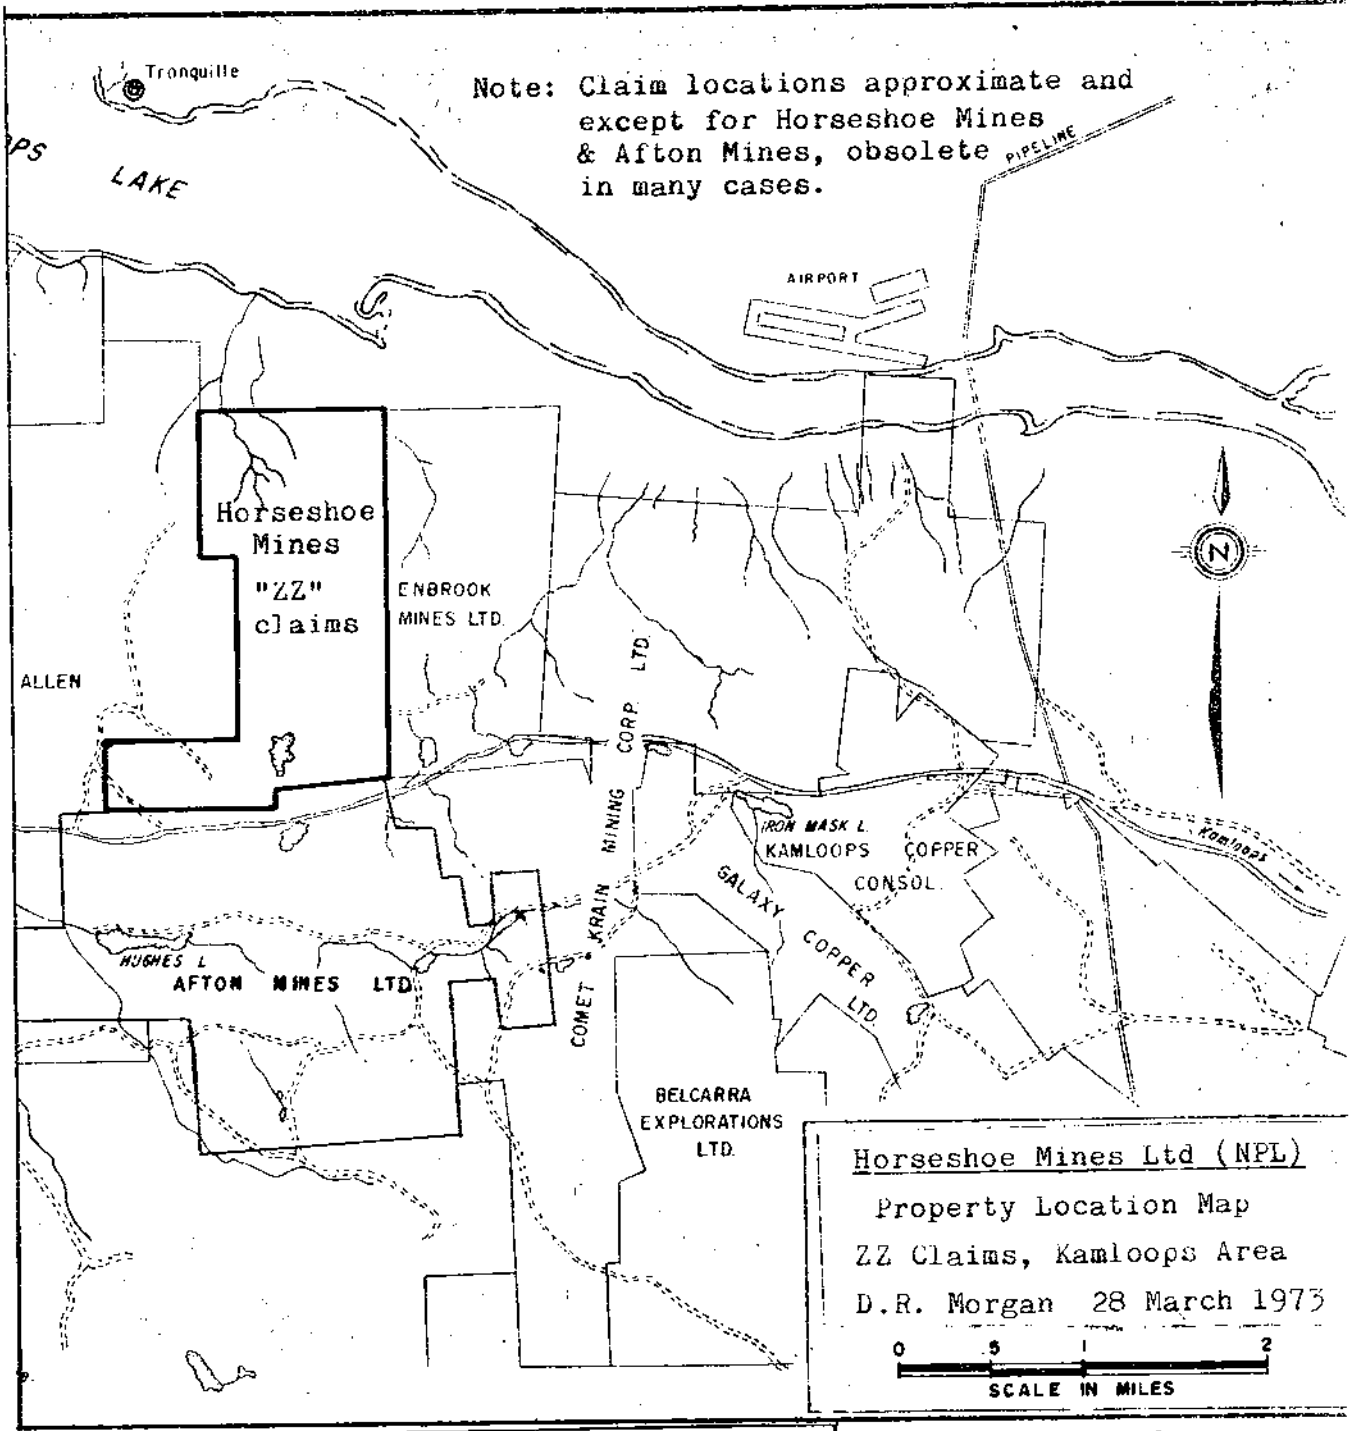 Tronquille
Note: Claim locations approximate and
except for Horseshoe Mines
& Afton Mines, obsolete
in many cases.
PIPELINE
OPS
LAKE
AIRPORT
N
Horseshoe
Mines
"ZZ"
claims
ENBROOK
MINES LTD.
ALLEN
COMET KRAIN MINING CORP. LTD.
IRON MASK L.
KAMLOOPS COPPER
CONSOL.
GALAXY COPPER LTD.
Kamloops
HUGHES L
AFTON MINES LTD
BELCARRA
EXPLORATIONS
LTD.
Horseshoe Mines Ltd (NPL)
Property Location Map
ZZ Claims, Kamloops Area
D.R. Morgan 28 March 1973
0 .5 1 2
SCALE IN MILES